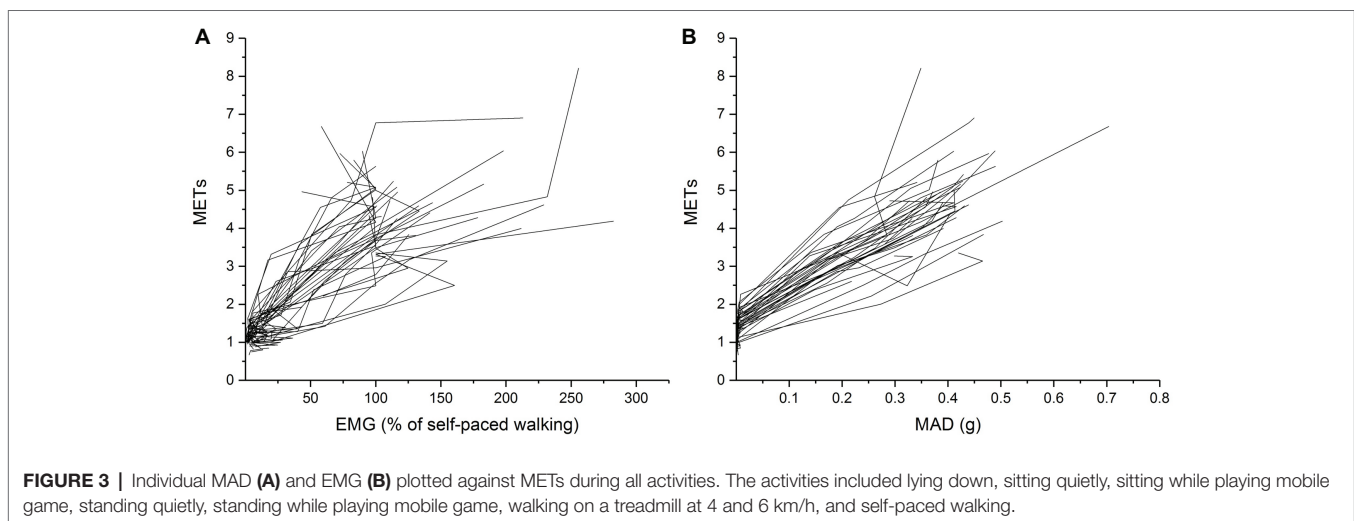 A
9
8
7
6
5
4
3
2
1
0
METs
50 100 150 200 250 300
EMG (% of self-paced walking)
B
9
8
7
6
5
4
3
2
1
0
METs
0.1 0.2 0.3 0.4 0.5 0.6 0.7 0.8
MAD (g)
FIGURE 3 | Individual MAD (A) and EMG (B) plotted against METs during all activities. The activities included lying down, sitting quietly, sitting while playing mobile
game, standing quietly, standing while playing mobile game, walking on a treadmill at 4 and 6 km/h, and self-paced walking.